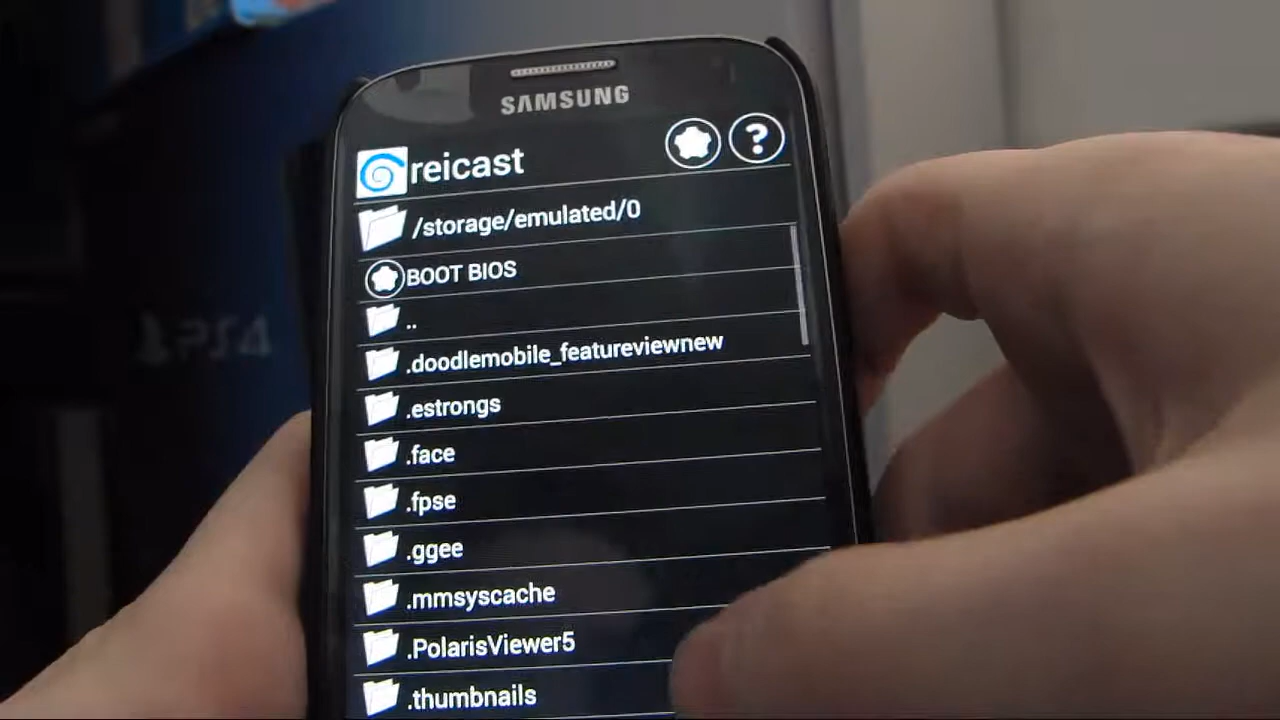 SAMSUNG
reicast
?
/storage/emulated/0
BOOT BIOS
..
.doodlemobile_featureviewnew
.estrongs
.face
.fpse
.ggee
.mmsyscache
.PolarisViewer5
.thumbnails
PS4